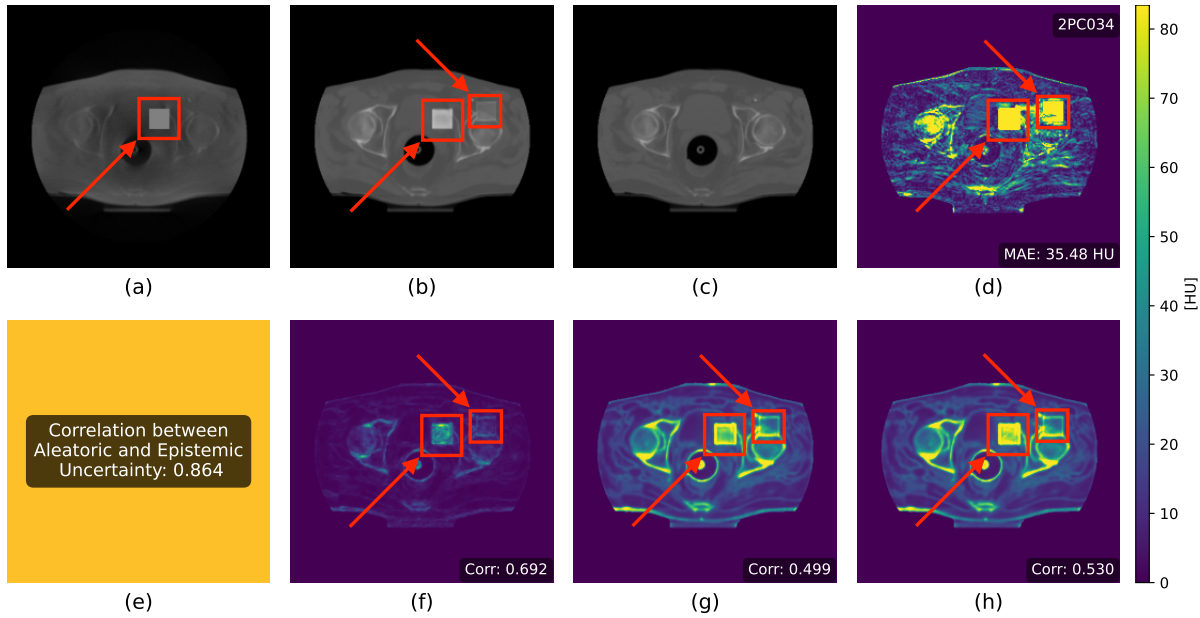 2PC034
MAE: 35.48 HU
(a)
(b)
(c)
(d)
80
70
60
50
40
30
20
10
0
[HU]
Correlation between
Aleatoric and Epistemic
Uncertainty: 0.864
Corr: 0.692
Corr: 0.499
Corr: 0.530
(e)
(f)
(g)
(h)